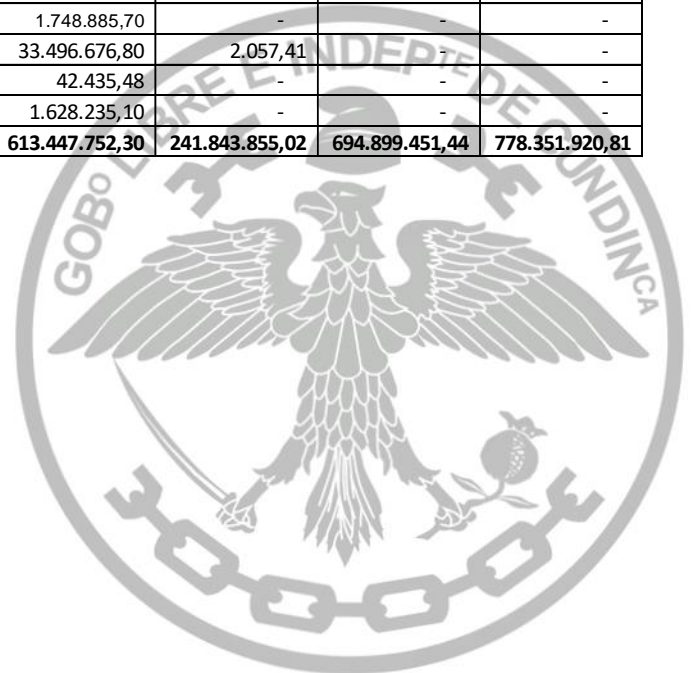 1.748.885,70 - - -
33.496.676,80 2.057,41 - -
42.435,48 - - -
1.628.235,10 - - -
613.447.752,30 241.843.855,02 694.899.451,44 778.351.920,81
GOBº LIBRE E INDEPTE DE CUNDINCA